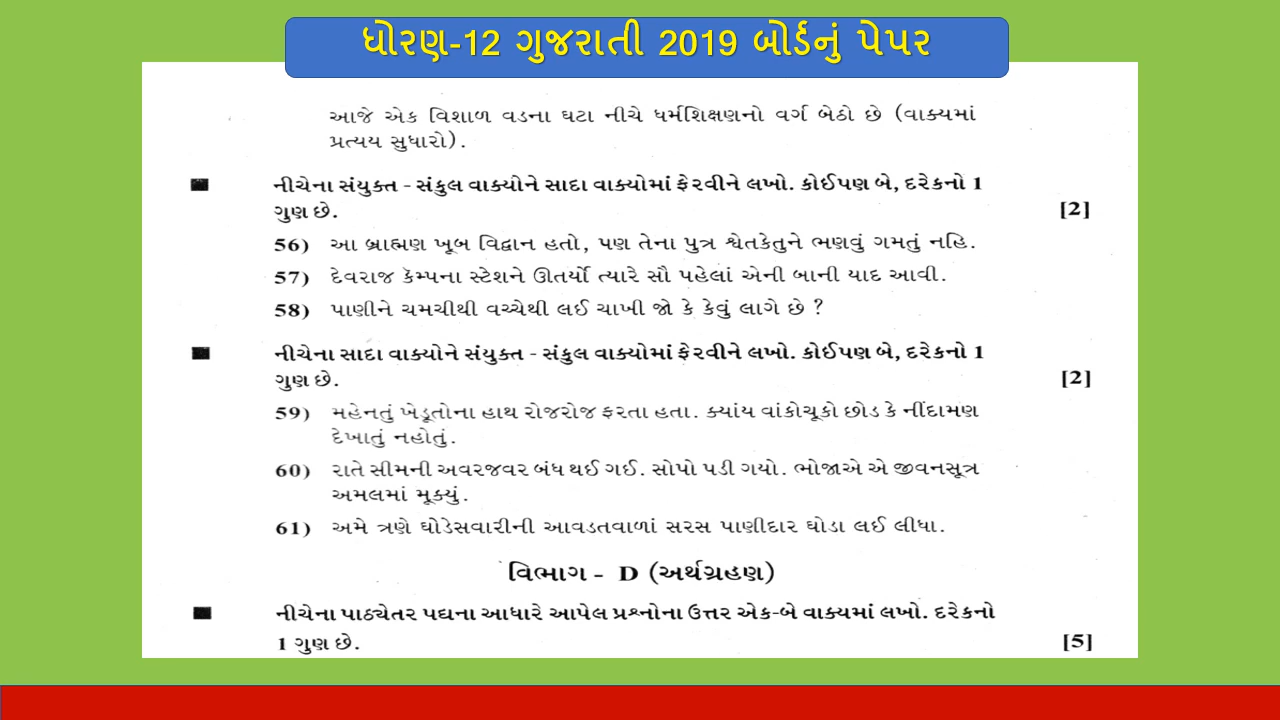 ધોરણ-12 ગુજરાતી 2019 બોર્ડનું પેપર
આજે એક વિશાળ વડના ઘટા નીચે ધર્મશિક્ષણનો વર્ગ બેઠો છે (વાક્યમાં
પ્રત્યય સુધારો).
નીચેના સંયુક્ત - સંકુલ વાક્યોને સાદા વાક્યોમાં ફેરવીને લખો. કોઈપણ બે, દરેકનો 1
ગુણ છે. [2]
56) આ બ્રાહ્મણ ખૂબ વિદ્વાન હતો, પણ તેના પુત્ર શ્વેતકેતુને ભણવું ગમતું નહિ.
57) દેવરાજ કૅમ્પના સ્ટેશને ઊતર્યો ત્યારે સૌ પહેલાં એની બાની યાદ આવી.
58) પાણીને ચમચીથી વચ્ચેથી લઈ ચાખી જો કે કેવું લાગે છે ?
નીચેના સાદા વાક્યોને સંયુક્ત - સંકુલ વાક્યોમાં ફેરવીને લખો. કોઈપણ બે, દરેકનો 1
ગુણ છે. [2]
59) મહેનતું ખેડૂતોના હાથ રોજરોજ ફરતા હતા. ક્યાંય વાંકોચૂકો છોડ કે નીંદામણ
દેખાતું નહોતું.
60) રાતે સીમની અવરજવર બંધ થઈ ગઈ. સોપો પડી ગયો. ભોજાએ એ જીવનસૂત્ર
અમલમાં મૂક્યું.
61) અમે ત્રણે ઘોડેસવારીની આવડતવાળાં સરસ પાણીદાર ઘોડા લઈ લીધા.
વિભાગ - D (અર્થગ્રહણ)
નીચેના પાઠ્યેતર પદ્યના આધારે આપેલ પ્રશ્નોના ઉત્તર એક-બે વાક્યમાં લખો. દરેકનો
1 ગુણ છે. [5]